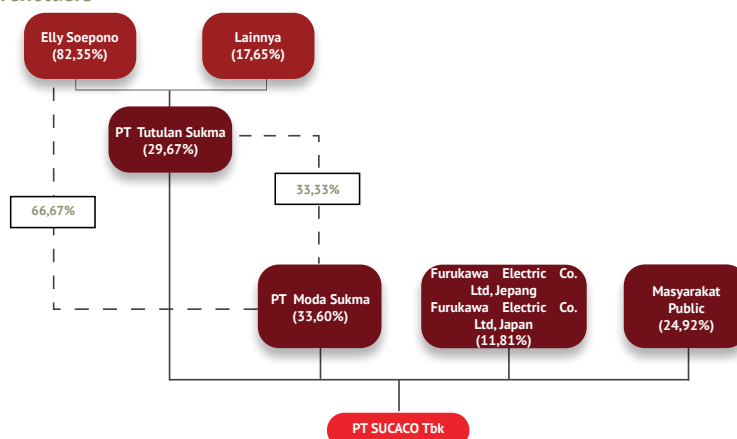 Elly Soepono
(82,35%)
Lainnya
(17,65%)
PT Tutulan Sukma
(29,67%)
33,33%
66,67%
PT Moda Sukma
(33,60%)
Furukawa Electric Co.
Ltd, Jepang
Furukawa Electric Co.
Ltd, Japan
(11,81%)
Masyarakat
Public
(24,92%)
PT SUCACO Tbk